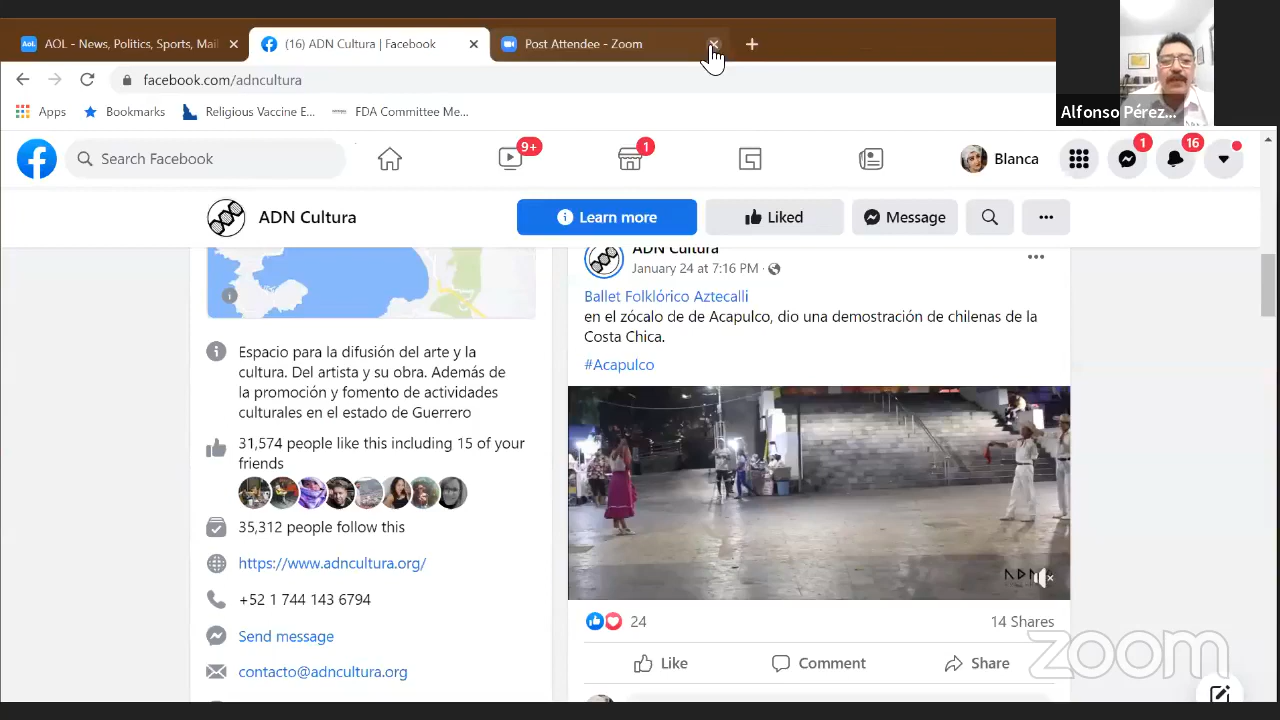 AOL - News, Politics, Sports, Mail
(16) ADN Cultura | Facebook
Post Attendee - Zoom
facebook.com/adncultura
Apps
Bookmarks
Religious Vaccine E...
FDA Committee Me...
Alfonso Pérez...
Search Facebook
9+
1
Blanca
1
16
ADN Cultura
Learn more
Liked
Message
ADN Cultura
January 24 at 7:16 PM ·
Ballet Folklórico Aztecalli
en el zócalo de de Acapulco, dio una demostración de chilenas de la
Costa Chica.
#Acapulco
Espacio para la difusión del arte y la
cultura. Del artista y su obra. Además de
la promoción y fomento de actividades
culturales en el estado de Guerrero
31,574 people like this including 15 of your
friends
35,312 people follow this
https://www.adncultura.org/
+52 1 744 143 6794
Send message
contacto@adncultura.org
24
14 Shares
Like
Comment
Share
zoom